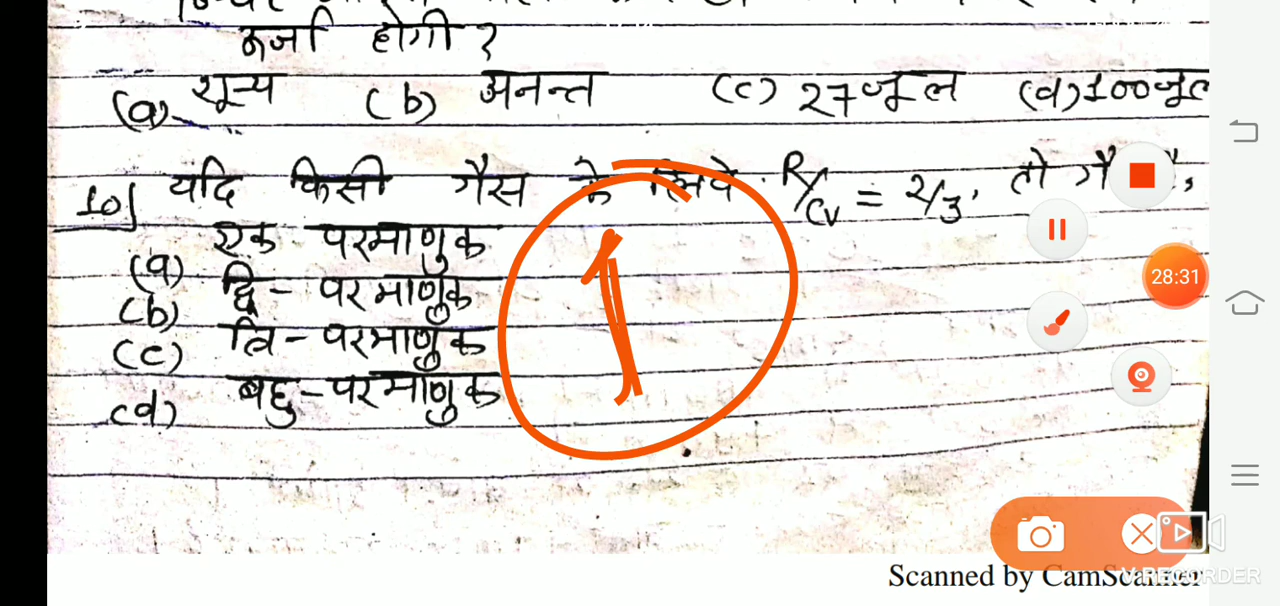 ऊर्जा होगी ?
(a) शून्य (b) अनन्त (c) 27 जूल (d) 100 जूल
10] यदि किसी गैस के लिये R/Cv = 2/3, तो गैस है,
(a) एक परमाणुक
(b) द्वि-परमाणुक
(c) त्रि-परमाणुक
(d) बहु-परमाणुक
1
28:31
Scanned by CamScanner
V RECORDER